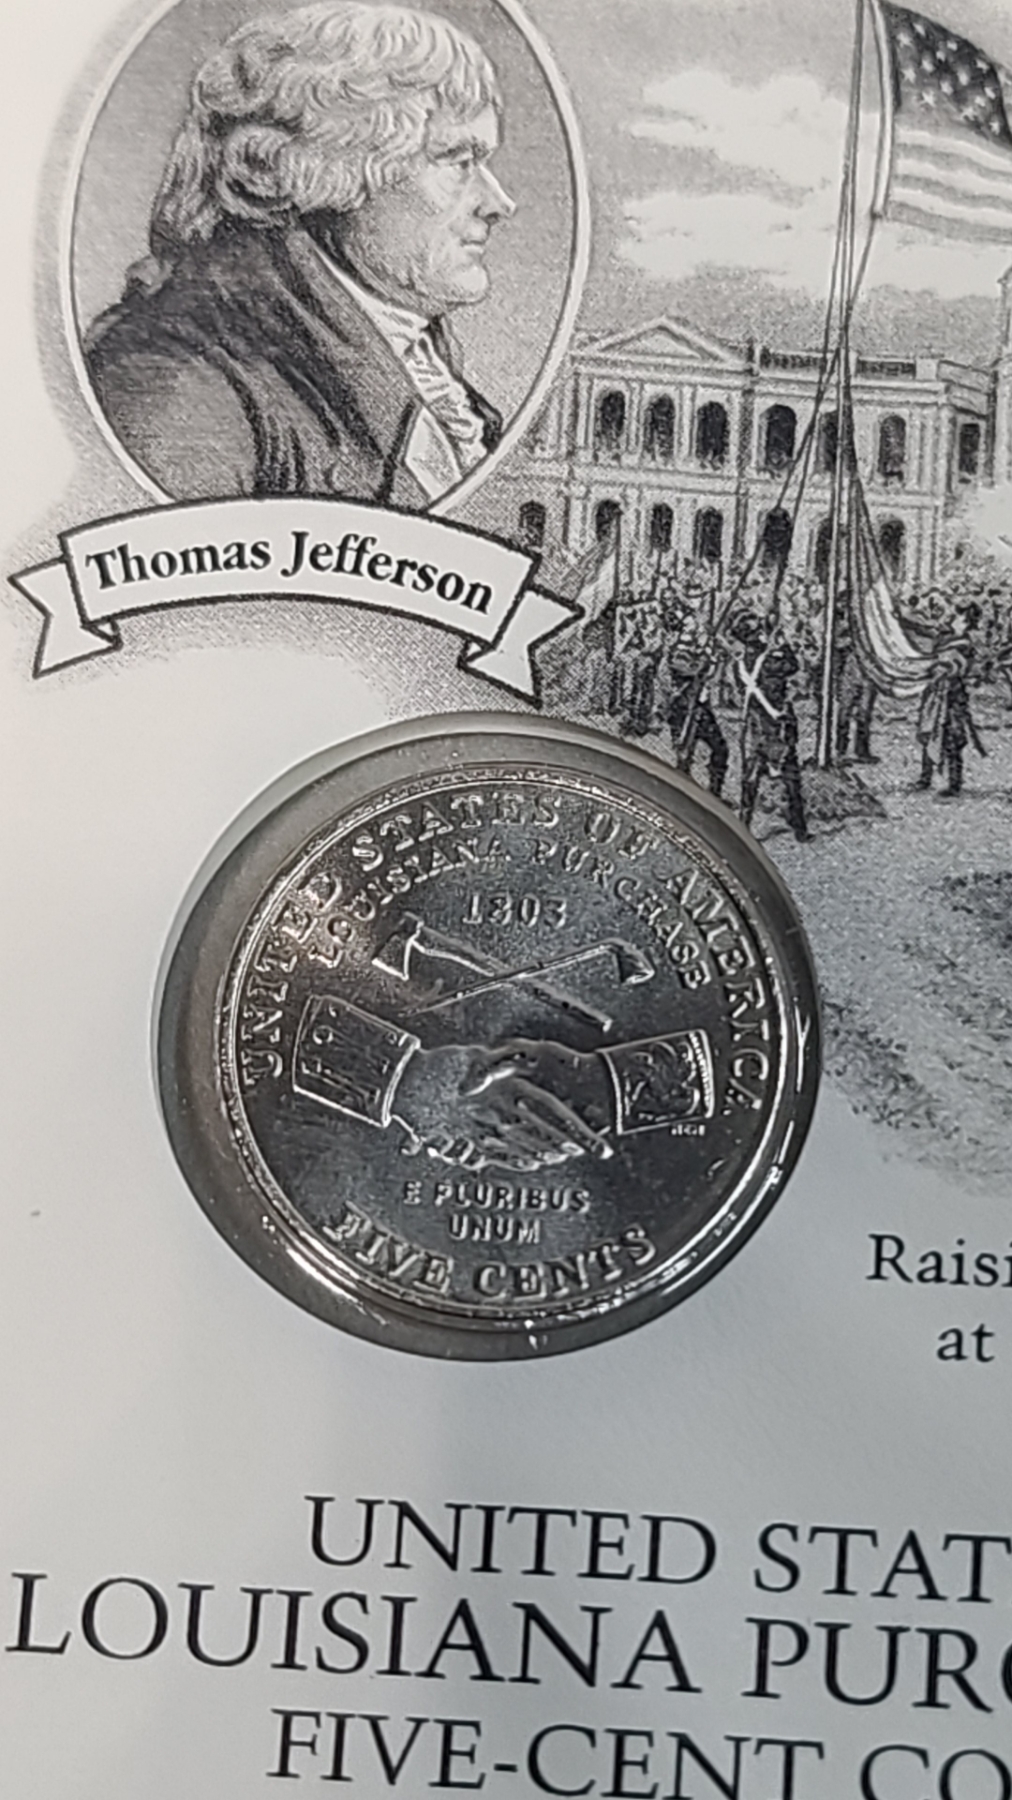 Thomas Jefferson
UNITED STATES OF AMERICA
LOUISIANA PURCHASE
1803
E PLURIBUS
UNUM
FIVE CENTS
Raisi
at
UNITED STAT
LOUISIANA PURC
FIVE-CENT CO